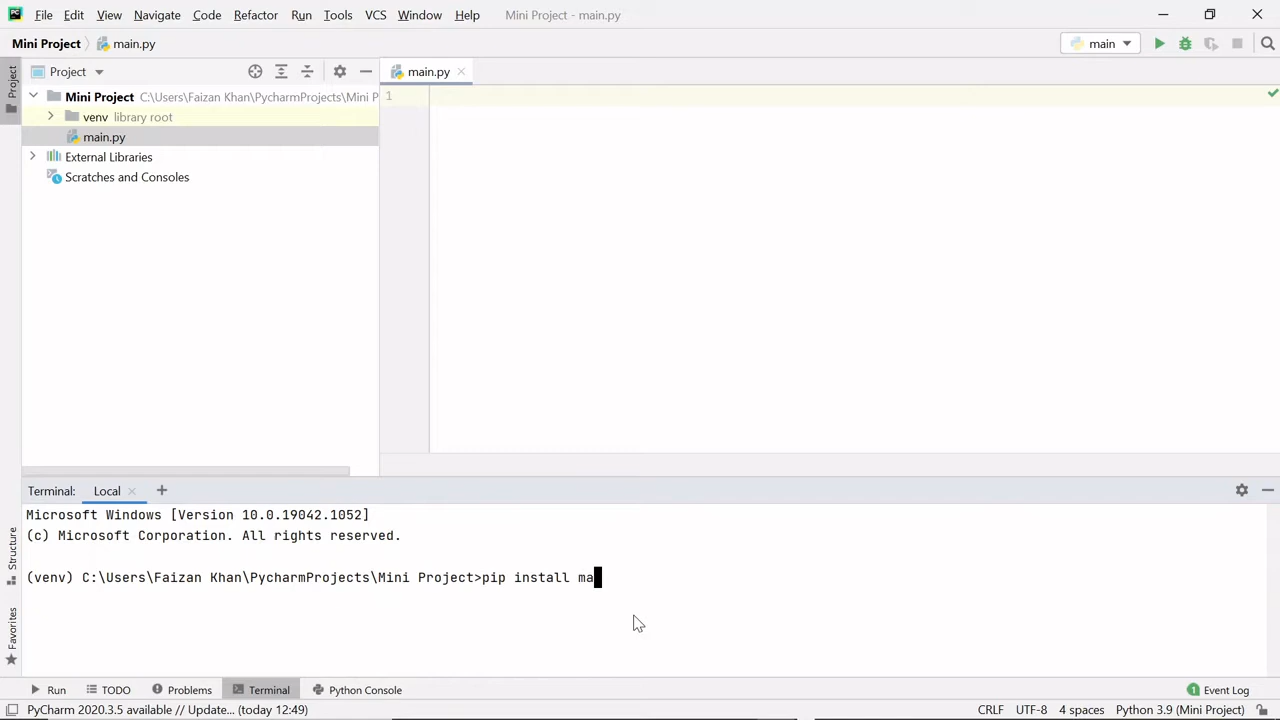 PC File Edit View Navigate Code Refactor Run Tools VCS Window Help Mini Project - main.py
Mini Project main.py main
Project
Project
main.py
Mini Project C:\Users\Faizan Khan\PycharmProjects\Mini P
1
venv library root
main.py
External Libraries
Scratches and Consoles
Terminal: Local
Microsoft Windows [Version 10.0.19042.1052]
(c) Microsoft Corporation. All rights reserved.
(venv) C:\Users\Faizan Khan\PycharmProjects\Mini Project>pip install ma
Structure
Favorites
Run TODO Problems Terminal Python Console 1 Event Log
PyCharm 2020.3.5 available // Update... (today 12:49) CRLF UTF-8 4 spaces Python 3.9 (Mini Project)